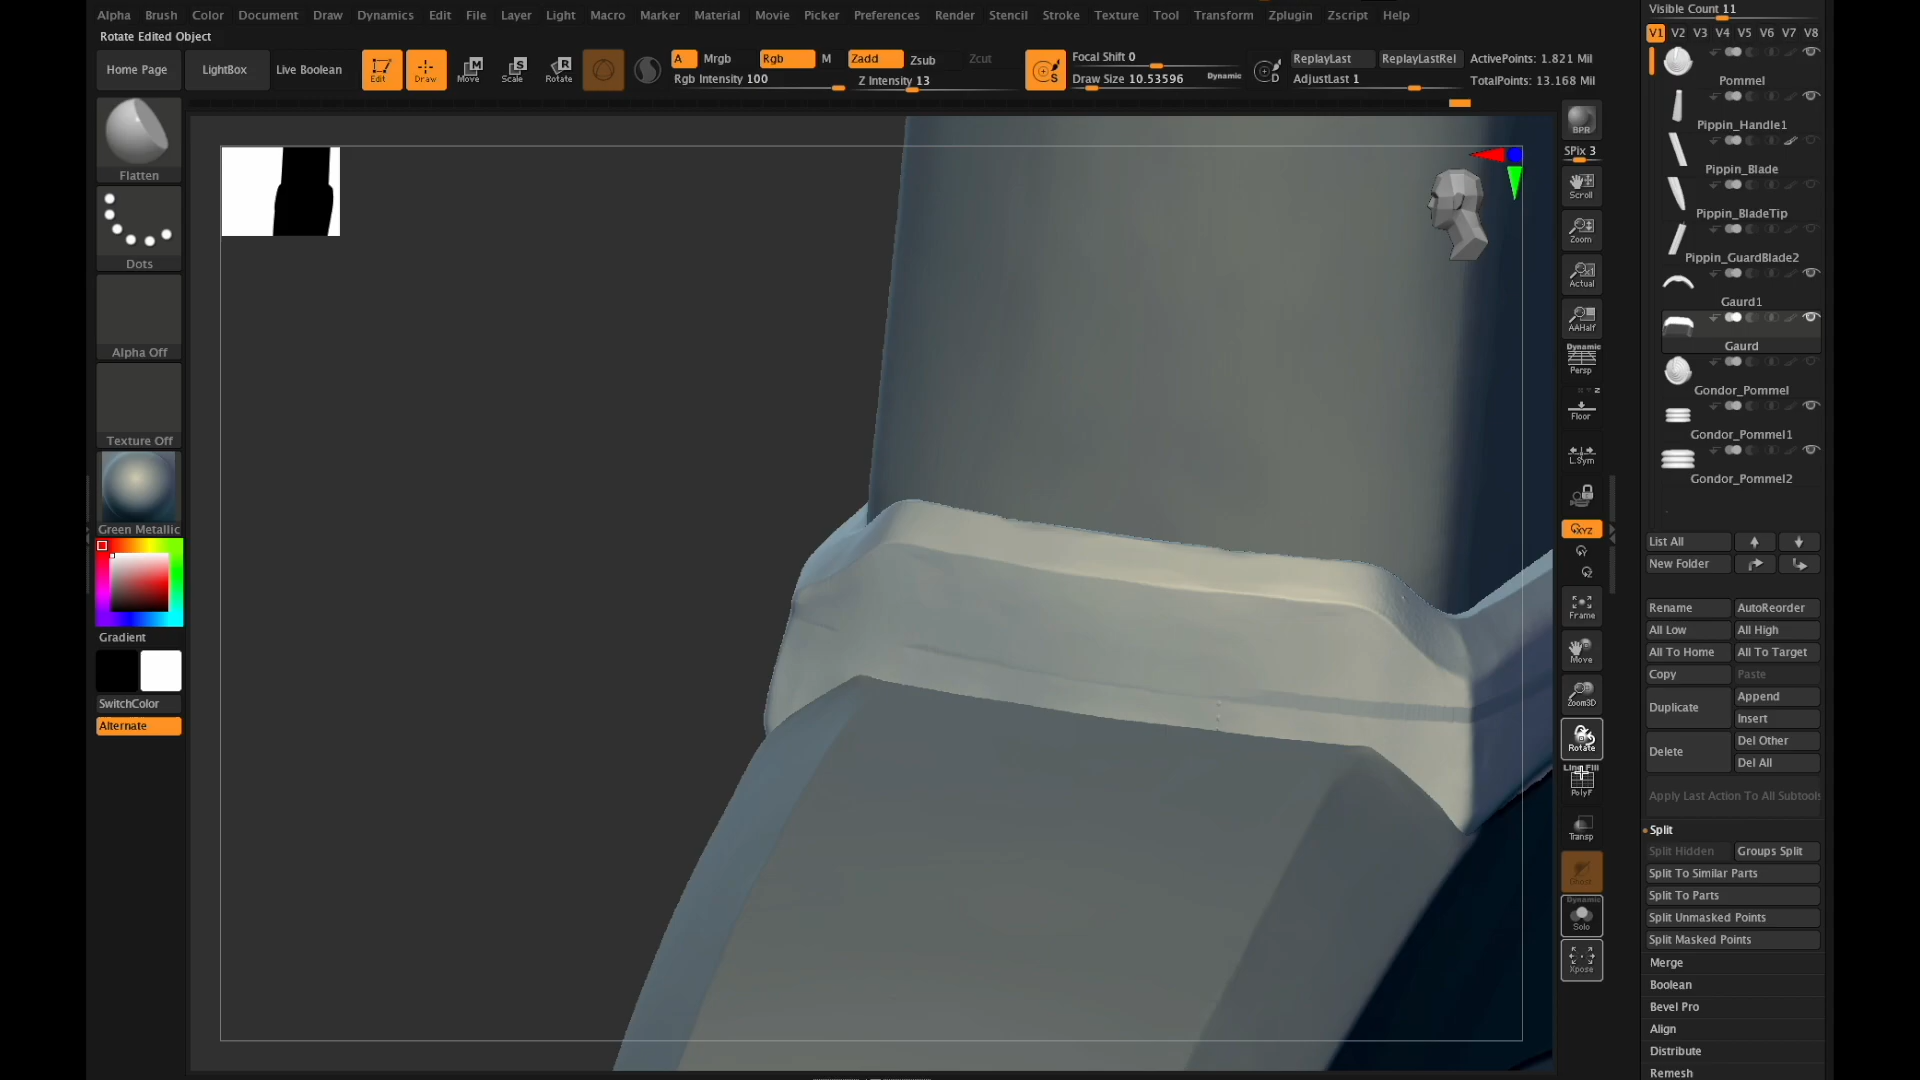 Alpha Brush Color Document Draw Dynamics Edit File Layer Light Macro Marker Material Movie Picker Preferences Render Stencil Stroke Texture Tool Transform Zplugin Zscript Help
Rotate Edited Object
Home Page LightBox Live Boolean Edit Draw Move Scale Rotate
A Mrgb Rgb M Zadd Zsub Zcut
Rgb Intensity 100 Z Intensity 13
Focal Shift 0
Draw Size 10.53596 Dynamic
ReplayLast ReplayLastRel ActivePoints: 1.821 Mil
AdjustLast 1 TotalPoints: 13.168 Mil
Flatten
Dots
Alpha Off
Texture Off
Green Metallic
Gradient
SwitchColor
Alternate
BPR
SPix 3
Scroll
Zoom
Actual
AAHalf
Dynamic
Persp
Floor
L.Sym
XYZ
Frame
Move
Zoom3D
Rotate
Line Fill
PolyF
Transp
Dynamic
Solo
Xpose
Visible Count 11
V1 V2 V3 V4 V5 V6 V7 V8
Pommel
Pippin_Handle1
Pippin_Blade
Pippin_BladeTip
Pippin_GuardBlade2
Gaurd1
Gaurd
Gondor_Pommel
Gondor_Pommel1
Gondor_Pommel2
List All
New Folder
Rename AutoReorder
All Low All High
All To Home All To Target
Copy Paste
Duplicate Append
Insert
Delete Del Other
Del All
Apply Last Action To All Subtools
Split
Split Hidden Groups Split
Split To Similar Parts
Split To Parts
Split Unmasked Points
Split Masked Points
Merge
Boolean
Bevel Pro
Align
Distribute
Remesh